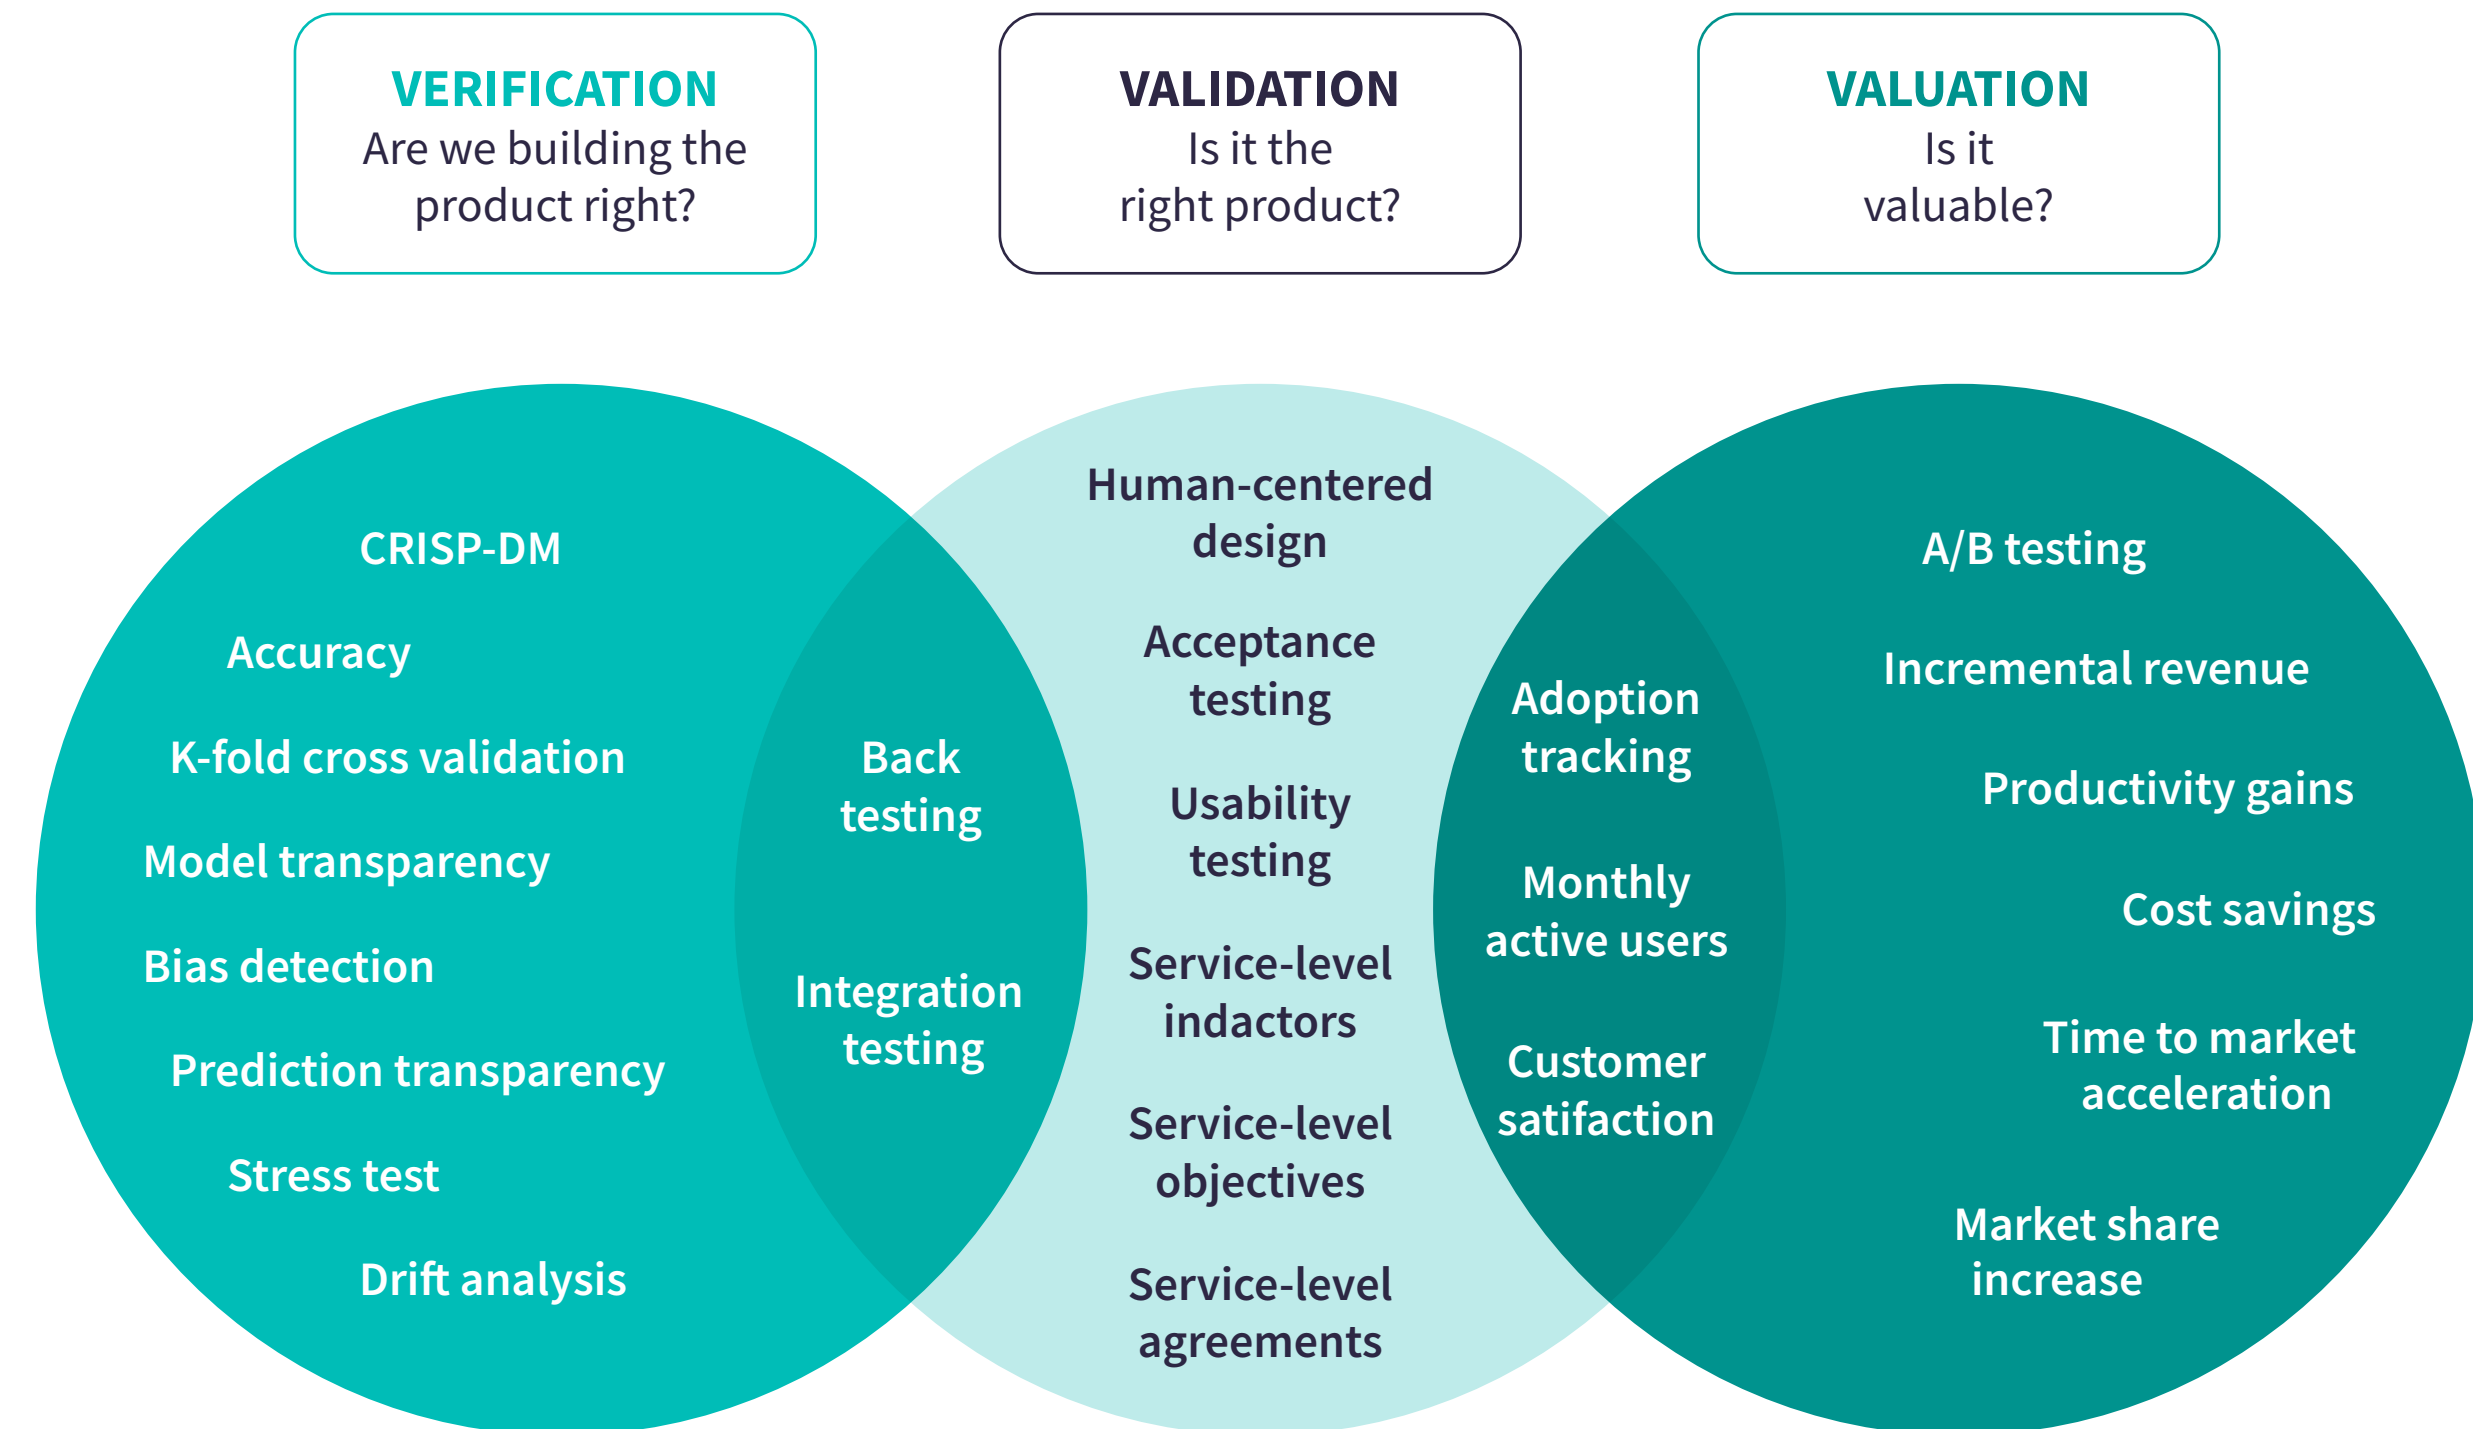 VERIFICATION
Are we building the
product right?
VALIDATION
Is it the
right product?
VALUATION
Is it
valuable?
CRISP-DM
Accuracy
K-fold cross validation
Model transparency
Bias detection
Prediction transparency
Stress test
Drift analysis
Back
testing
Integration
testing
Human-centered
design
Acceptance
testing
Usability
testing
Service-level
indactors
Service-level
objectives
Service-level
agreements
Adoption
tracking
Monthly
active users
Customer
satifaction
A/B testing
Incremental revenue
Productivity gains
Cost savings
Time to market
acceleration
Market share
increase